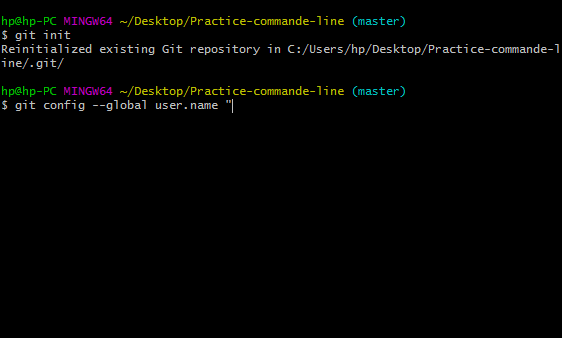 hp@hp-PC MINGW64 ~/Desktop/Practice-commande-line (master)
$ git init
Reinitialized existing Git repository in C:/Users/hp/Desktop/Practice-commande-l
ine/.git/
hp@hp-PC MINGW64 ~/Desktop/Practice-commande-line (master)
$ git config --global user.name "